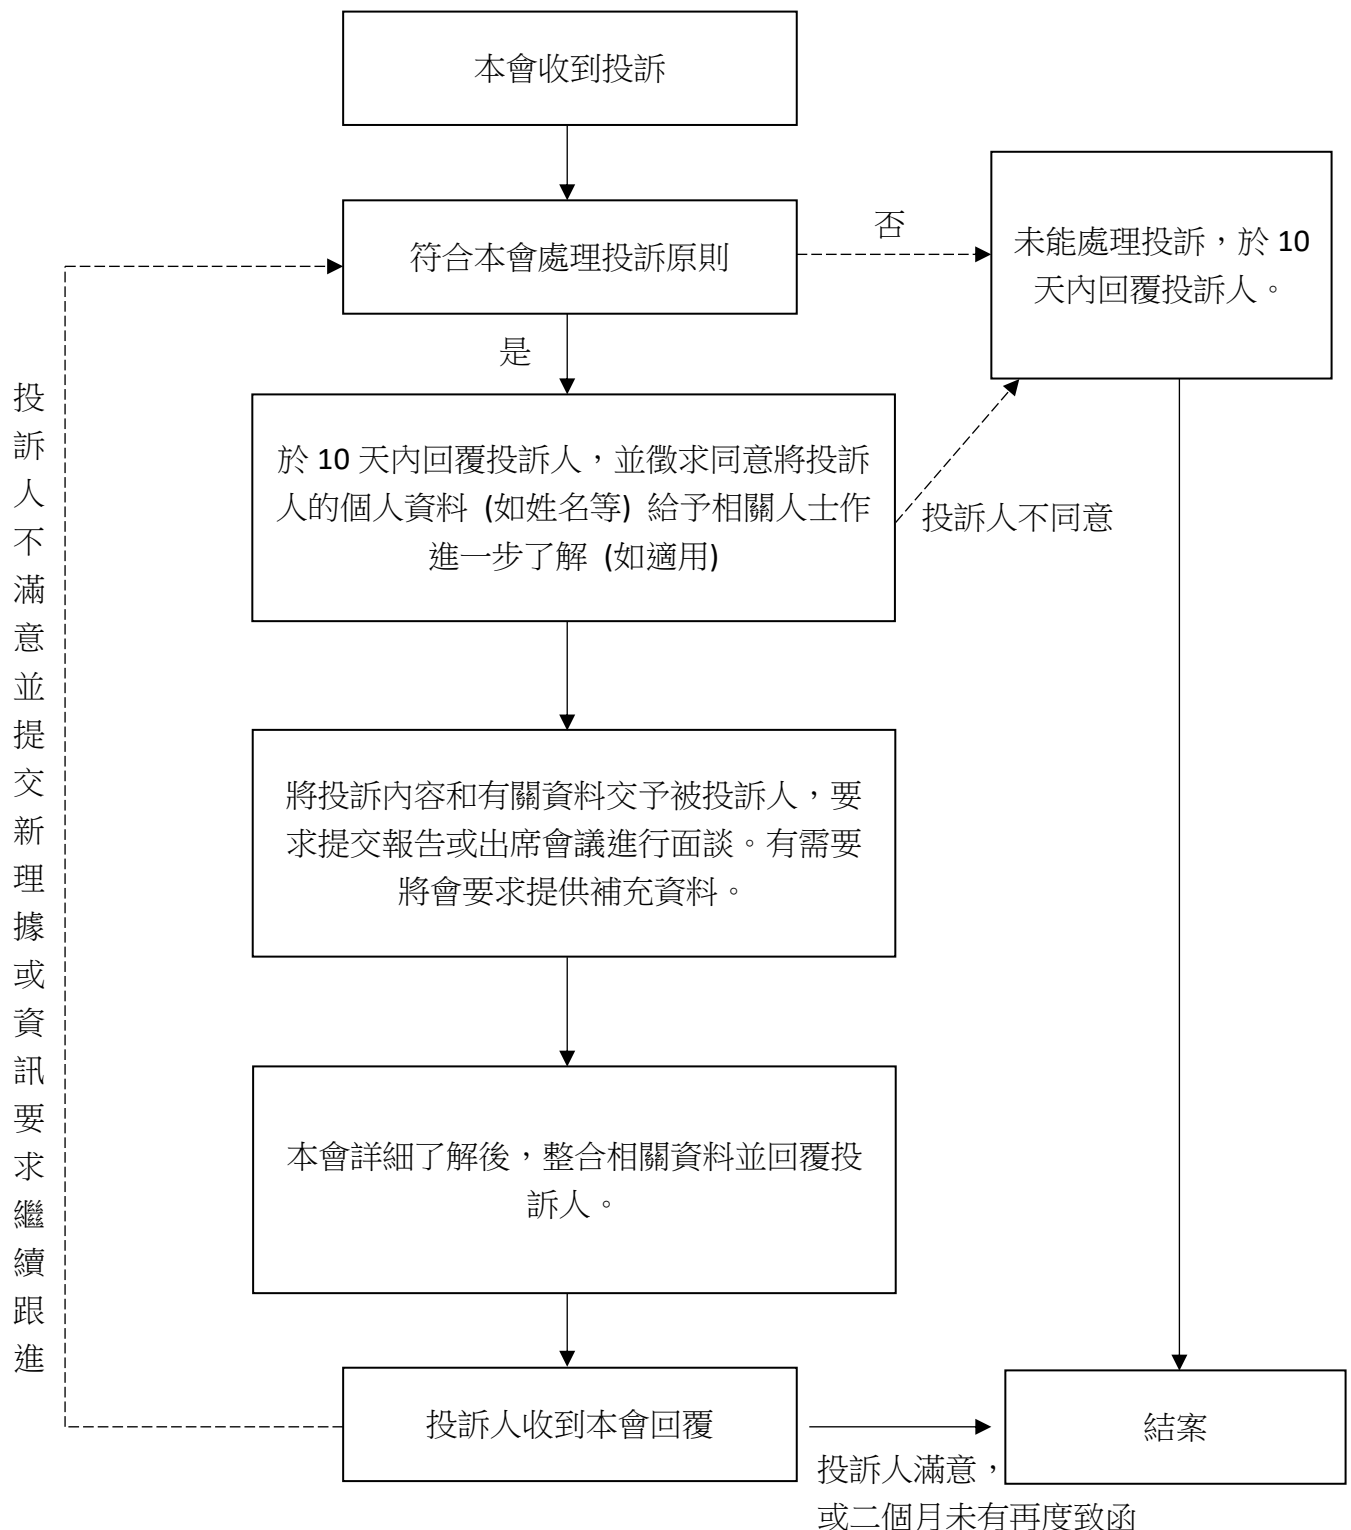 本會收到投訴
符合本會處理投訴原則
否
未能處理投訴，於 10
天內回覆投訴人。
是
於 10 天內回覆投訴人，並徵求同意將投訴
人的個人資料 (如姓名等) 給予相關人士作
進一步了解 (如適用)
投訴人不同意
將投訴內容和有關資料交予被投訴人，要
求提交報告或出席會議進行面談。有需要
將會要求提供補充資料。
本會詳細了解後，整合相關資料並回覆投
訴人。
投訴人收到本會回覆
投訴人滿意，
或二個月未有再度致函
結案
投訴人不滿意並提交新理據或資訊要求繼續跟進